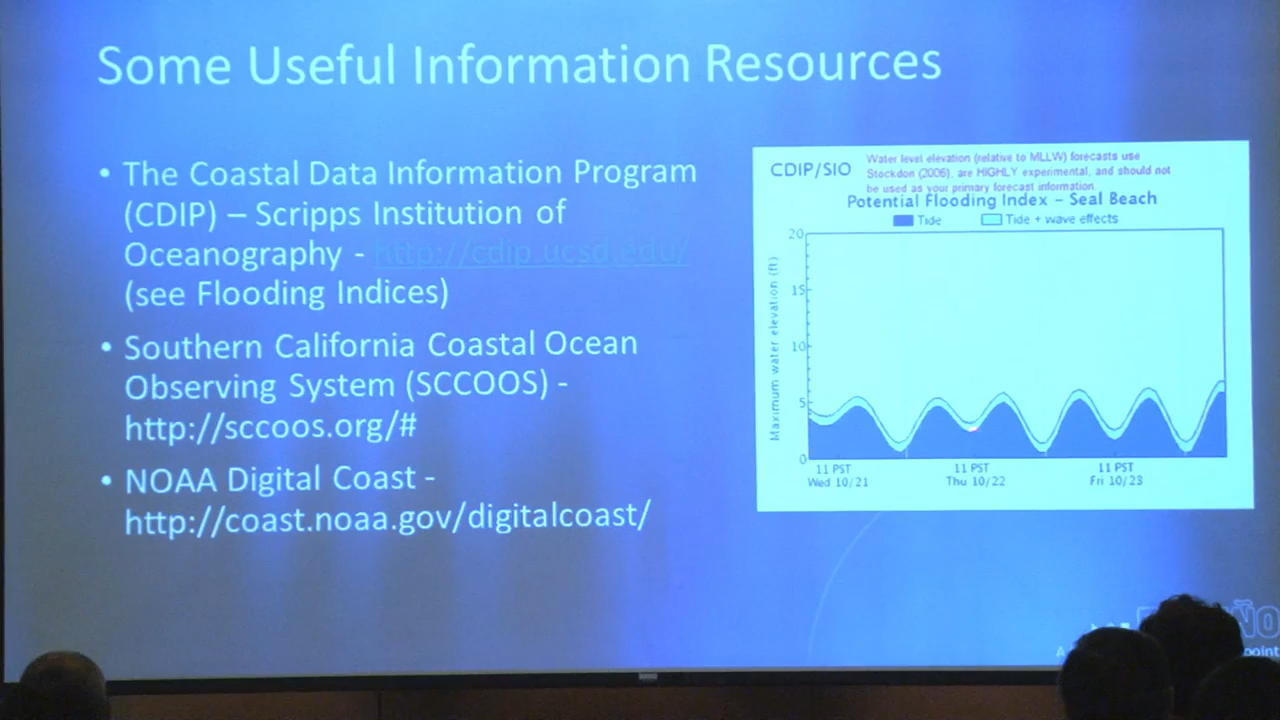 Some Useful Information Resources
• The Coastal Data Information Program
(CDIP) – Scripps Institution of
Oceanography - http://cdip.ucsd.edu/
(see Flooding Indices)
• Southern California Coastal Ocean
Observing System (SCCOOS) -
http://sccoos.org/#
• NOAA Digital Coast -
http://coast.noaa.gov/digitalcoast/
CDIP/SIO
Water level elevation (relative to MLLW) forecasts use
Stockdon (2006), are HIGHLY experimental, and should not
be used as your primary forecast information.
Potential Flooding Index - Seal Beach
Tide
Tide + wave effects
Maximum water elevation (ft)
20
15
10
5
0
11 PST
Wed 10/21
11 PST
Thu 10/22
11 PST
Fri 10/23